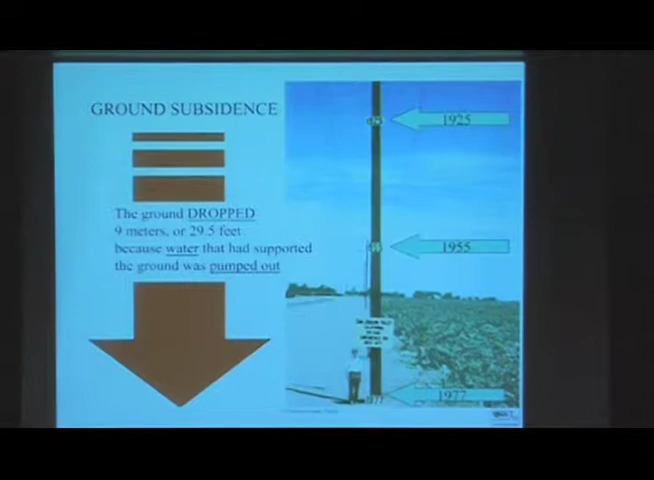 GROUND SUBSIDENCE
The ground DROPPED
9 meters, or 29.5 feet
because water that had supported
the ground was pumped out
1925
1955
1977